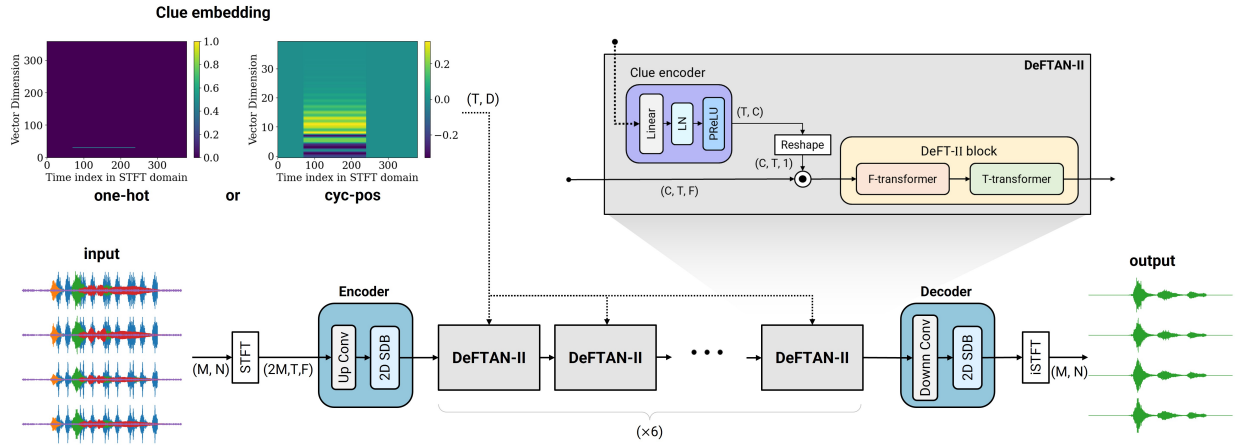 Clue embedding
Vector Dimension
300
200
100
0
0 100 200 300
Time index in STFT domain
1.0
0.8
0.6
0.4
0.2
0.0
one-hot
or
Vector Dimension
30
20
10
0
0 100 200 300
Time index in STFT domain
0.2
0.0
−0.2
cyc-pos
(T, D)
DeFTAN-II
Clue encoder
Linear
LN
PReLU
(T, C)
Reshape
(C, T, 1)
(C, T, F)
DeFT-II block
F-transformer
T-transformer
input
(M, N)
STFT
(2M,T,F)
Encoder
Up Conv
2D SDB
DeFTAN-II
DeFTAN-II
DeFTAN-II
(×6)
Decoder
Downn Conv
2D SDB
iSTFT
(M, N)
output